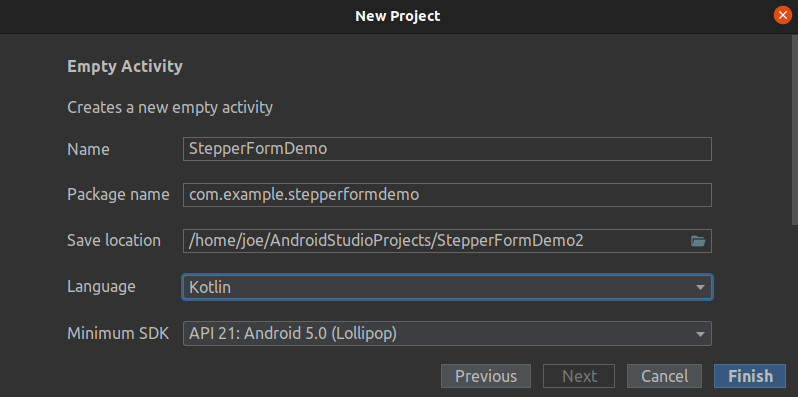 New Project
Empty Activity
Creates a new empty activity
Name StepperFormDemo
Package name com.example.stepperformdemo
Save location /home/joe/AndroidStudioProjects/StepperFormDemo2
Language Kotlin
Minimum SDK API 21: Android 5.0 (Lollipop)
Previous Next Cancel Finish